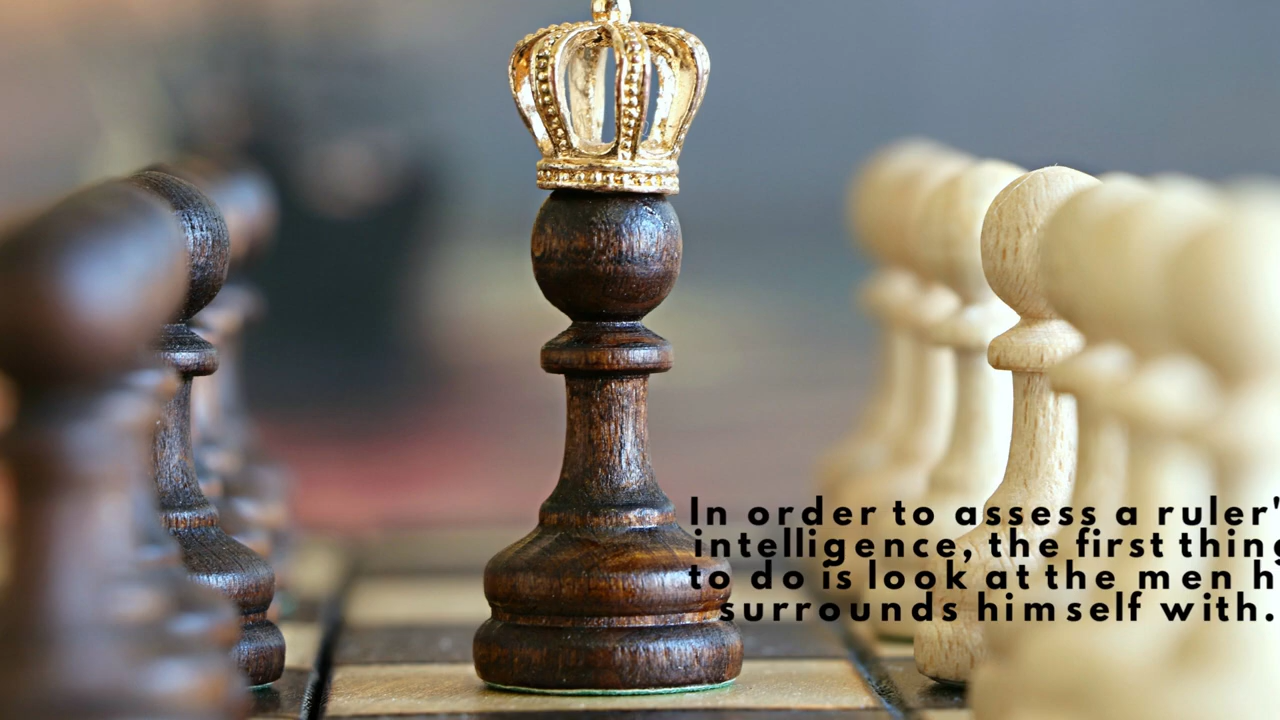 In order to assess a ruler'
intelligence, the first thing
to do is look at the men h
surrounds himself with.